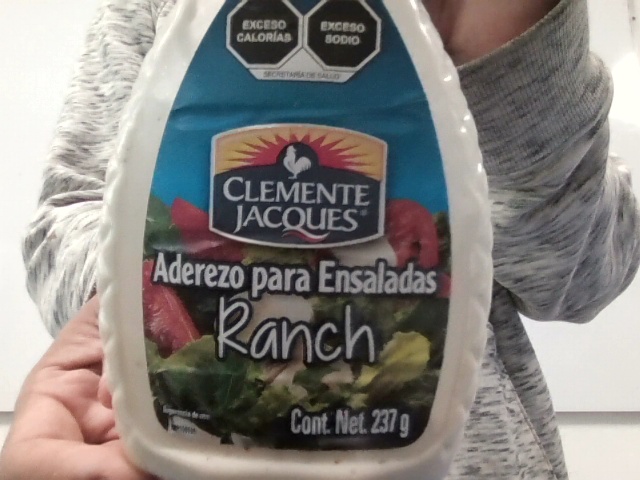 EXCESO
CALORÍAS
EXCESO
SODIO
SECRETARÍA DE SALUD
CLEMENTE
JACQUES®
Aderezo para Ensaladas
Ranch
Cont. Net. 237 g